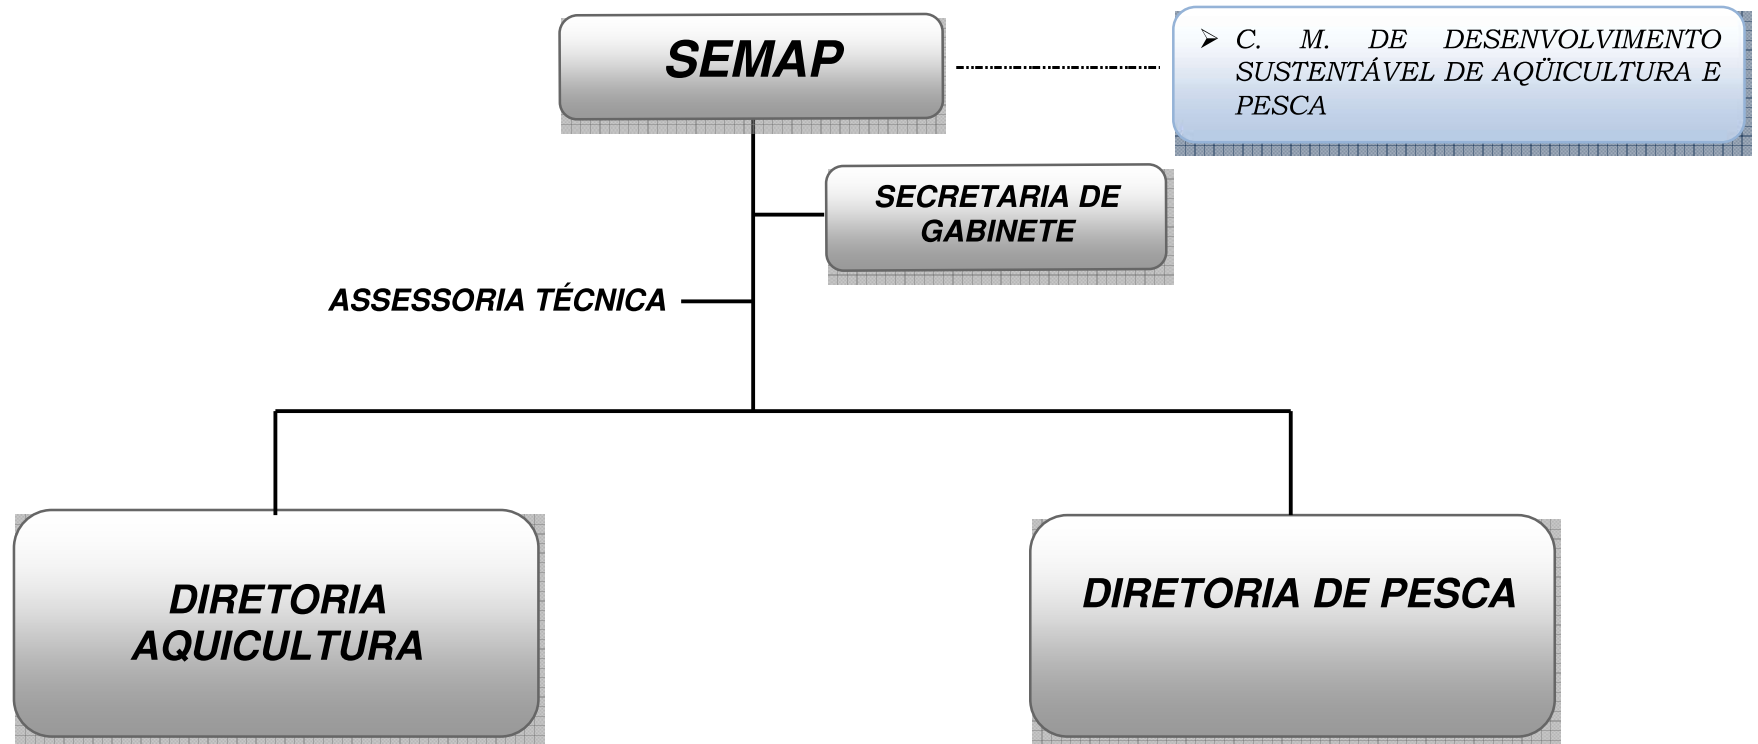 SEMAP
➢ C. M. DE DESENVOLVIMENTO
SUSTENTÁVEL DE AQÜICULTURA E
PESCA
SECRETARIA DE
GABINETE
ASSESSORIA TÉCNICA
DIRETORIA
AQUICULTURA
DIRETORIA DE PESCA